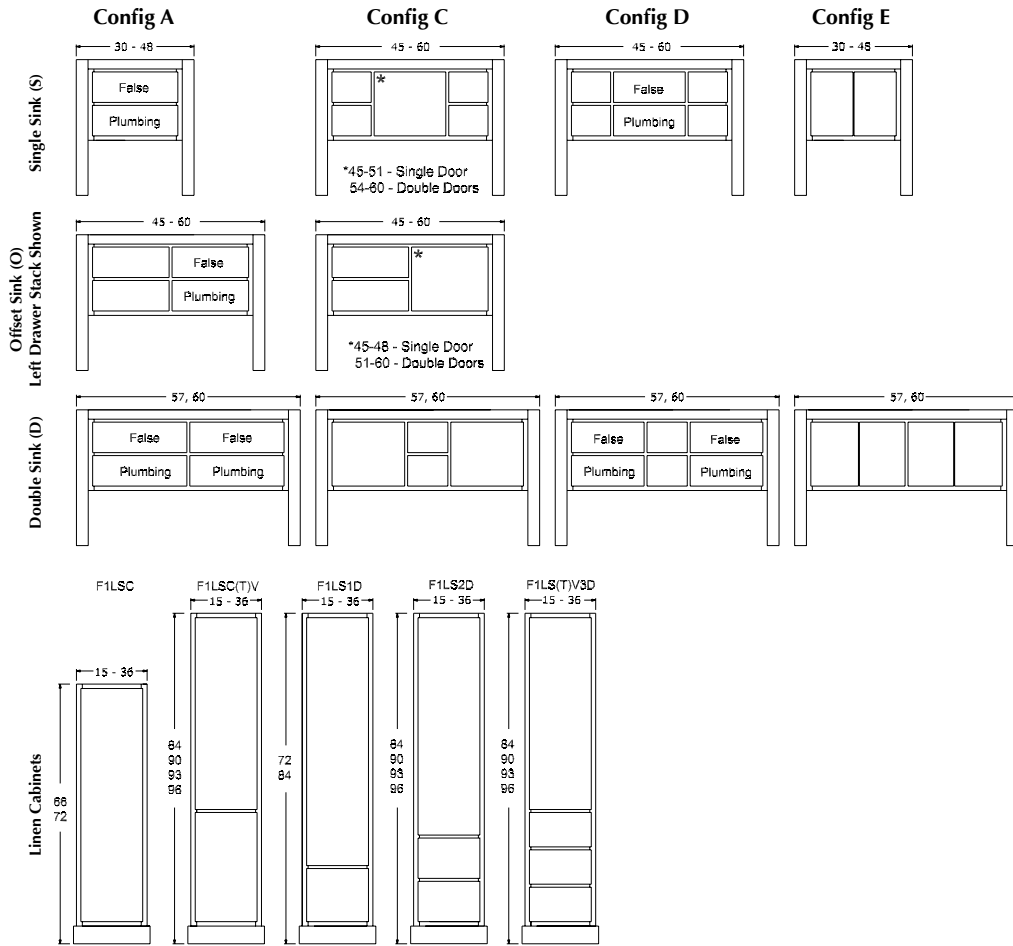 Config A
Config C
Config D
Config E
Single Sink (S)
30 - 48
False
Plumbing
45 - 60
*
*45-51 - Single Door
54-60 - Double Doors
45 - 60
False
Plumbing
30 - 48
Offset Sink (O)
Left Drawer Stack Shown
45 - 60
False
Plumbing
45 - 60
*
*45-48 - Single Door
51-60 - Double Doors
Double Sink (D)
57, 60
False False
Plumbing Plumbing
57, 60
57, 60
False False
Plumbing Plumbing
57, 60
Linen Cabinets
F1LSC
15 - 36
66
72
F1LSC(T)V
15 - 36
84
90
93
96
F1LS1D
15 - 36
72
84
F1LS2D
15 - 36
84
90
93
96
F1LS(T)V3D
15 - 36
84
90
93
96